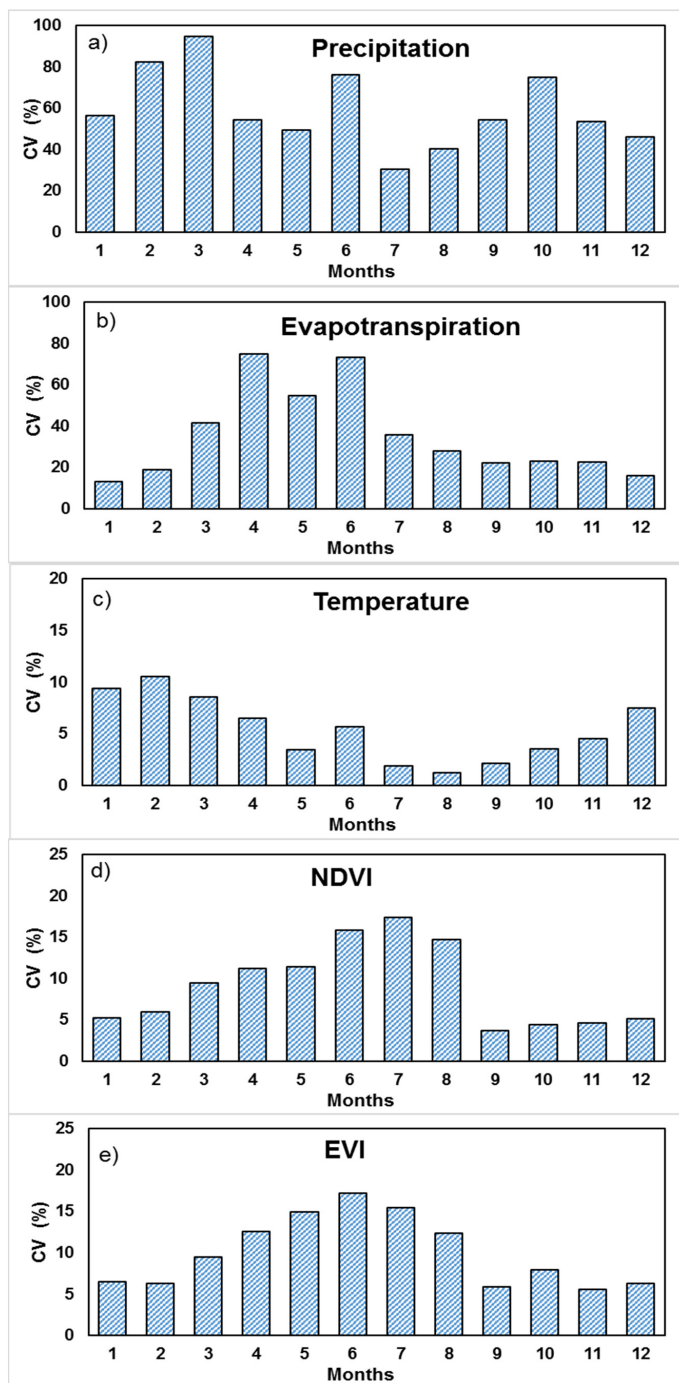 a)
Precipitation
CV (%)
100
80
60
40
20
0
1 2 3 4 5 6 7 8 9 10 11 12
Months
b)
Evapotranspiration
CV (%)
100
80
60
40
20
0
1 2 3 4 5 6 7 8 9 10 11 12
Months
c)
Temperature
CV (%)
20
15
10
5
0
1 2 3 4 5 6 7 8 9 10 11 12
Months
d)
NDVI
CV (%)
25
20
15
10
5
0
1 2 3 4 5 6 7 8 9 10 11 12
Months
e)
EVI
CV (%)
25
20
15
10
5
0
1 2 3 4 5 6 7 8 9 10 11 12
Months